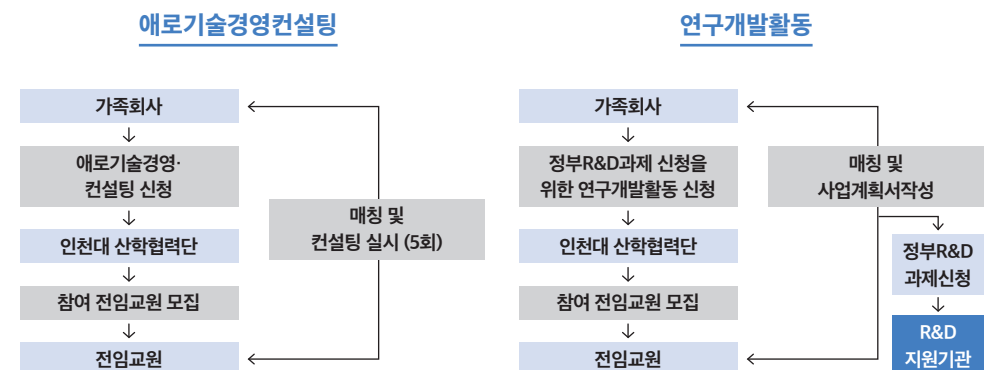 애로기술경영컨설팅
가족회사
애로기술경영·
컨설팅 신청
인천대 산학협력단
참여 전임교원 모집
전임교원
매칭 및
컨설팅 실시 (5회)
연구개발활동
가족회사
정부R&D과제 신청을
위한 연구개발활동 신청
인천대 산학협력단
참여 전임교원 모집
전임교원
매칭 및
사업계획서작성
정부R&D
과제신청
R&D
지원기관